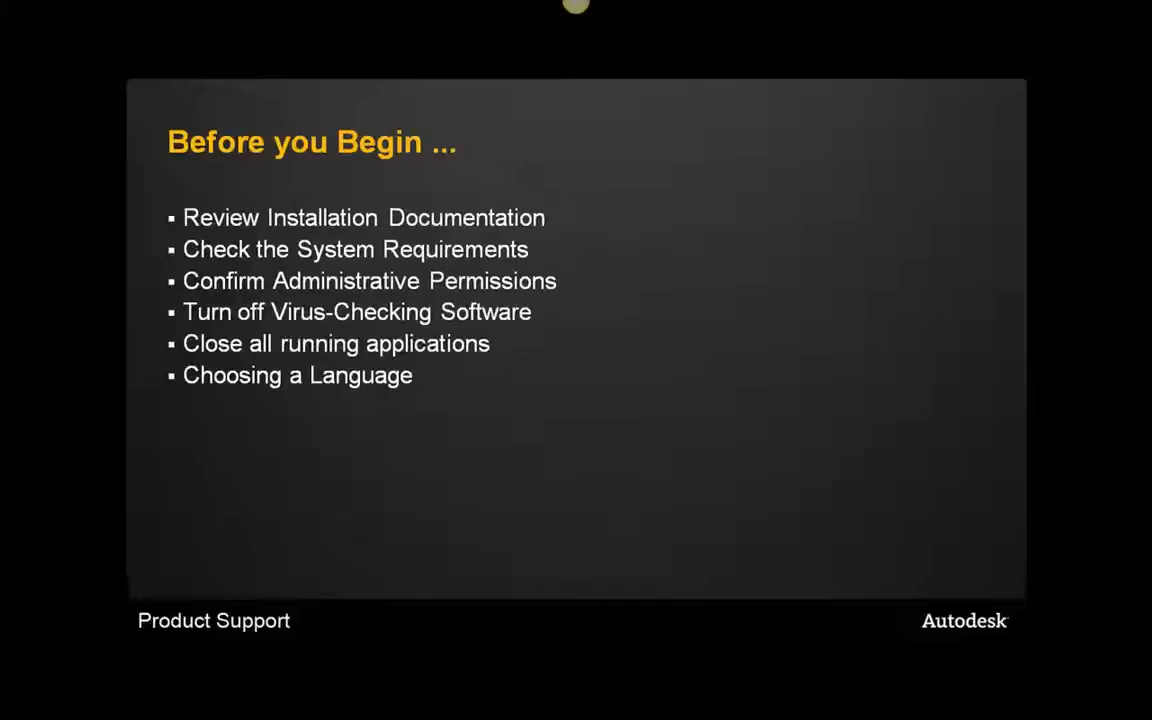 Before you Begin ...
▪ Review Installation Documentation
▪ Check the System Requirements
▪ Confirm Administrative Permissions
▪ Turn off Virus-Checking Software
▪ Close all running applications
▪ Choosing a Language
Product Support
Autodesk